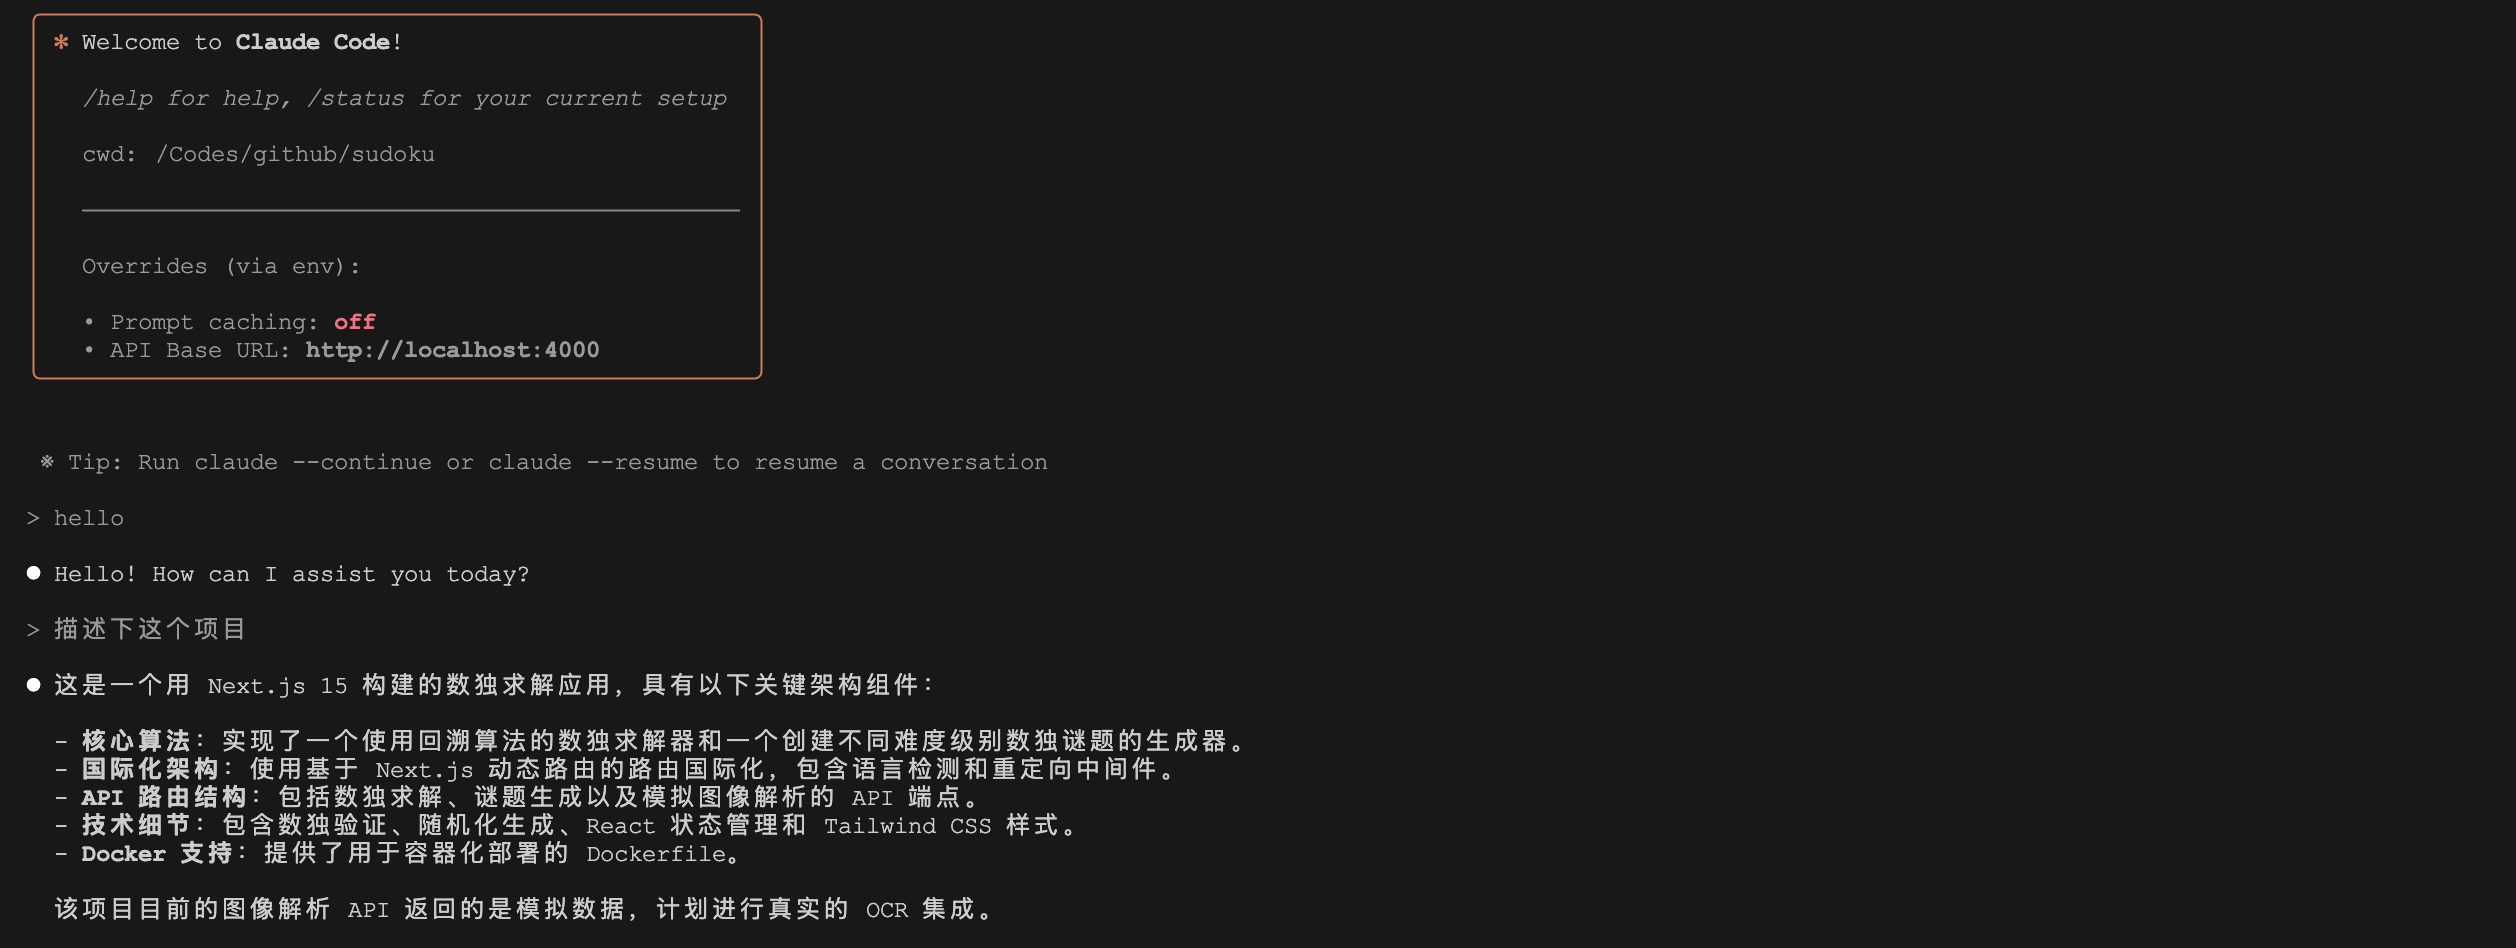 ✻ Welcome to Claude Code!
/help for help, /status for your current setup
cwd: /Codes/github/sudoku
Overrides (via env):
• Prompt caching: off
• API Base URL: http://localhost:4000
※ Tip: Run claude --continue or claude --resume to resume a conversation
> hello
● Hello! How can I assist you today?
> 描述下这个项目
● 这是一个用 Next.js 15 构建的数独求解应用，具有以下关键架构组件：
- 核心算法：实现了一个使用回溯算法的数独求解器和一个创建不同难度级别数独谜题的生成器。
- 国际化架构：使用基于 Next.js 动态路由的路由国际化，包含语言检测和重定向中间件。
- API 路由结构：包括数独求解、谜题生成以及模拟图像解析的 API 端点。
- 技术细节：包含数独验证、随机化生成、React 状态管理和 Tailwind CSS 样式。
- Docker 支持：提供了用于容器化部署的 Dockerfile。
该项目目前的图像解析 API 返回的是模拟数据，计划进行真实的 OCR 集成。